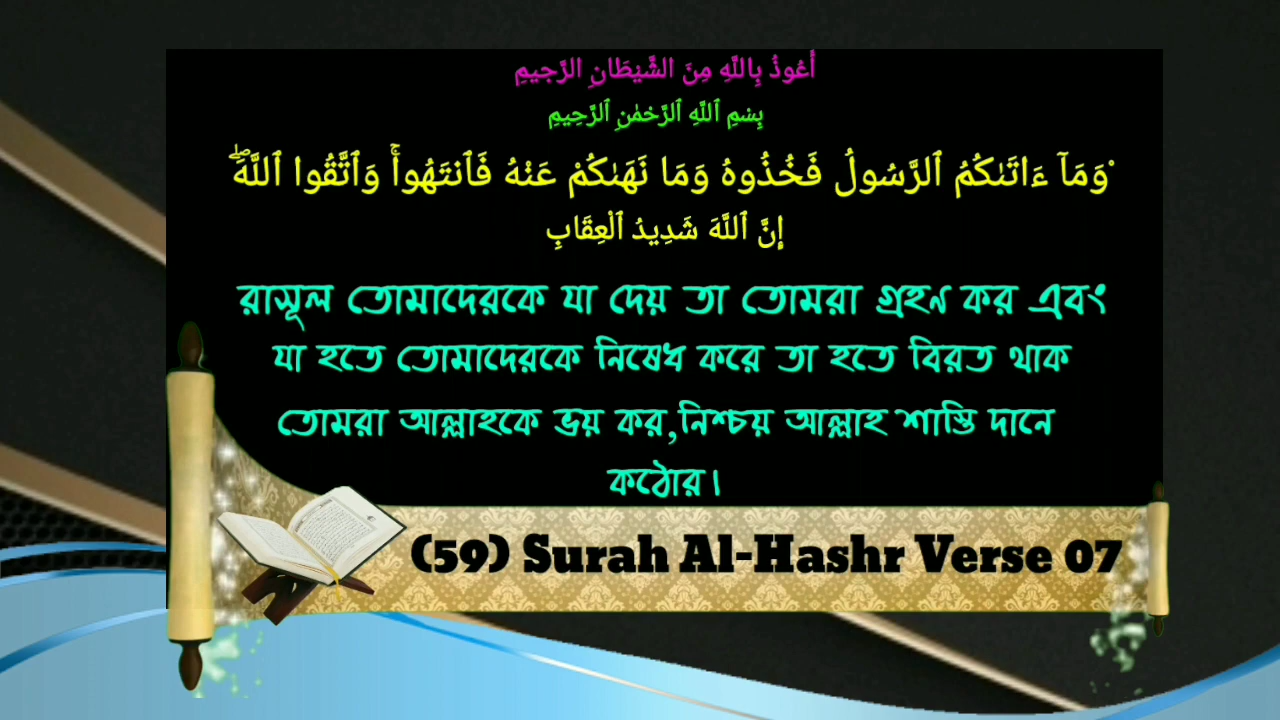 أَعُوذُ بِاللَّهِ مِنَ الشَّيْطَانِ الرَّجِيمِ
بِسْمِ ٱللَّهِ ٱلرَّحْمَٰنِ ٱلرَّحِيمِ
وَمَآ ءَاتَىٰكُمُ ٱلرَّسُولُ فَخُذُوهُ وَمَا نَهَىٰكُمْ عَنْهُ فَٱنتَهُوا۟ۚ وَٱتَّقُوا ٱللَّهَۖ
إِنَّ ٱللَّهَ شَدِيدُ ٱلْعِقَابِ
রাসূল তোমাদেরকে যা দেয় তা তোমরা গ্রহণ কর এবং
যা হতে তোমাদেরকে নিষেধ করে তা হতে বিরত থাক
তোমরা আল্লাহকে ভয় কর,নিশ্চয় আল্লাহ শাস্তি দানে
কঠোর।
(59) Surah Al-Hashr Verse 07